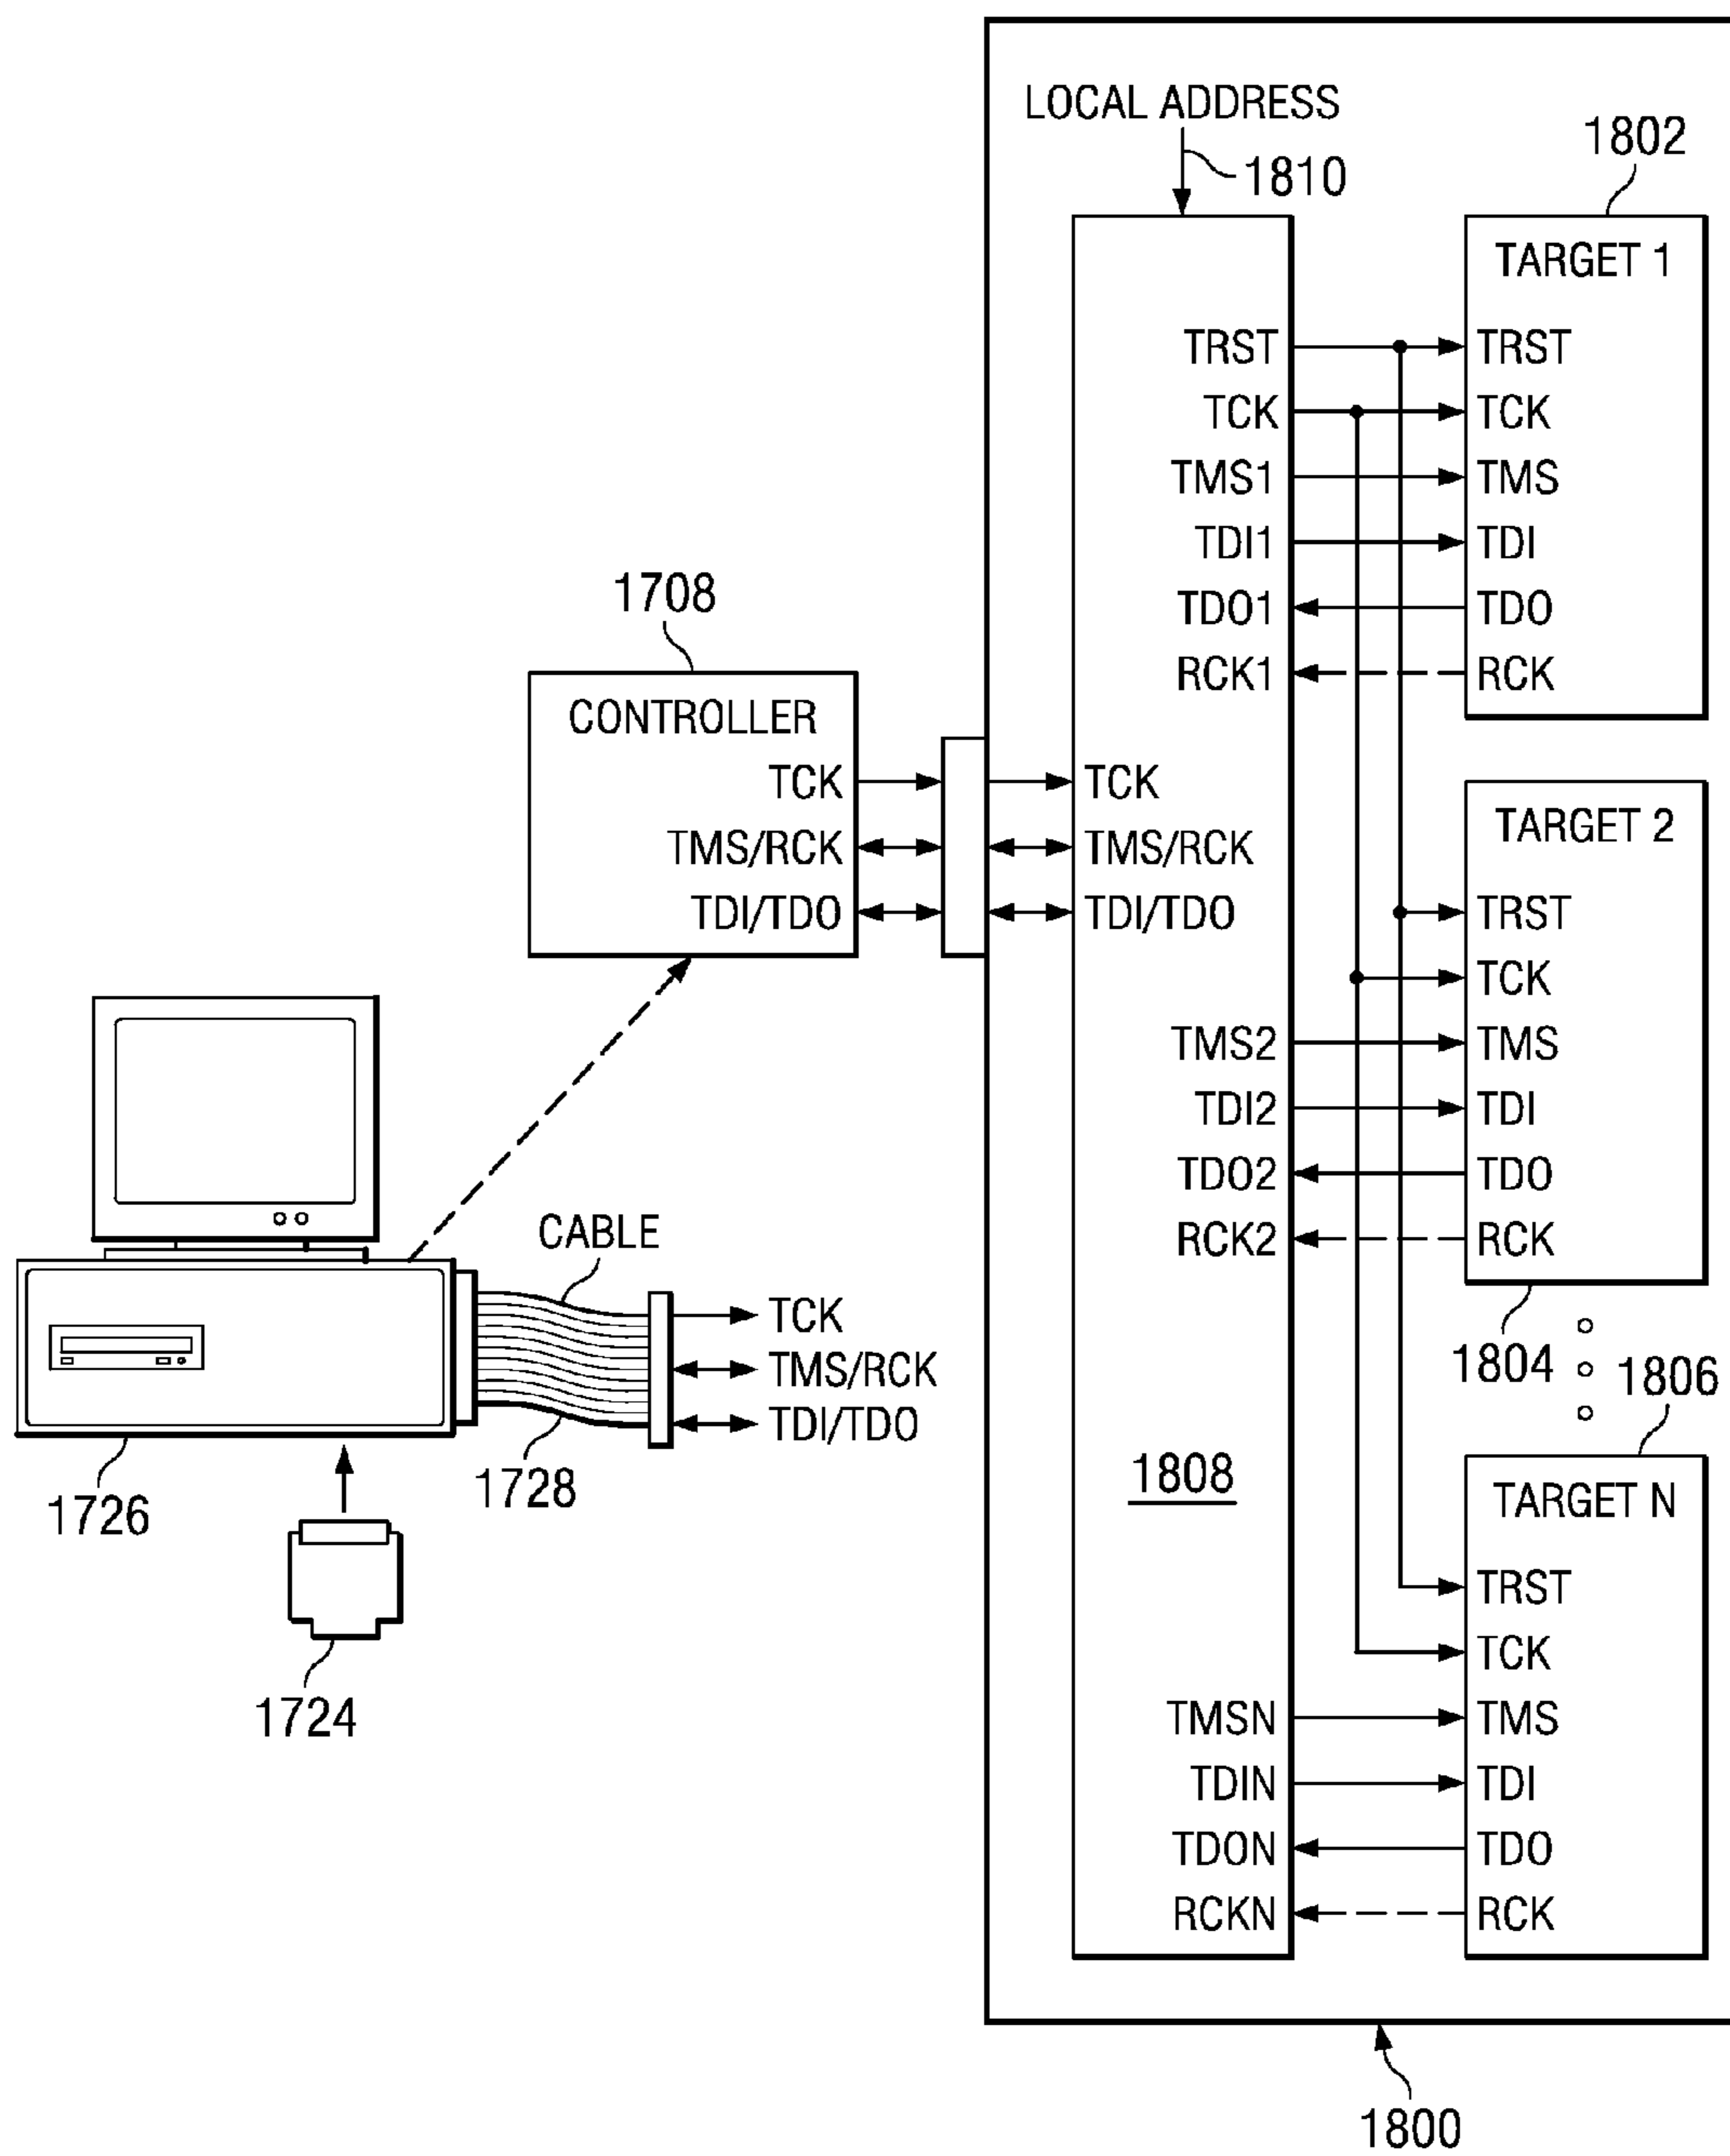 LOCAL ADDRESS
1810
1802
TARGET 1
TRST
TCK
TMS1
TDI1
TDO1
RCK1
TRST
TCK
TMS
TDI
TDO
RCK
1708
CONTROLLER
TCK
TMS/RCK
TDI/TDO
TCK
TMS/RCK
TDI/TDO
TARGET 2
TRST
TCK
TMS
TDI
TDO
RCK
TMS2
TDI2
TDO2
RCK2
1804
1806
CABLE
TCK
TMS/RCK
TDI/TDO
1728
1726
1724
1808
TARGET N
TRST
TCK
TMS
TDI
TDO
RCK
TMSN
TDIN
TDON
RCKN
1800